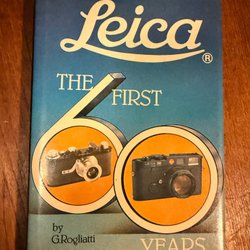 Leica®
THE FIRST
60
YEARS
by
G.Rogliatti